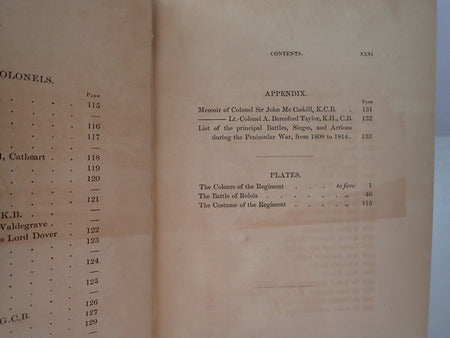 OLONELS.
PAGE
115
—
116
117
—
l, Cathcart . 118
119
120
—
121
—
K.B. . —
Waldegrave . . 122
s Lord Dover . 123
—
124
—
125
—
126
127
G.C.B. . 129
CONTENTS. xxxi
APPENDIX.
PAGE
Memoir of Colonel Sir John Mc Caskill, K.C.B. . 131
——— Lt.-Colonel A. Beresford Taylor, K.H., C.B. 132
List of the principal Battles, Sieges, and Actions
during the Peninsular War, from 1808 to 1814. . 133
PLATES.
The Colours of the Regiment . . . . to face 1
The Battle of Roleia . . . . . . „ 46
The Costume of the Regiment . . . . „ 113